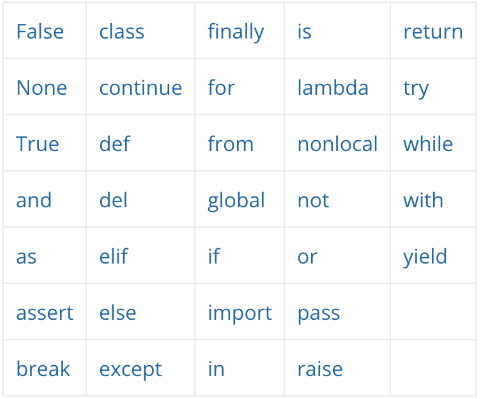 False class finally is return
None continue for lambda try
True def from nonlocal while
and del global not with
as elif if or yield
assert else import pass
break except in raise